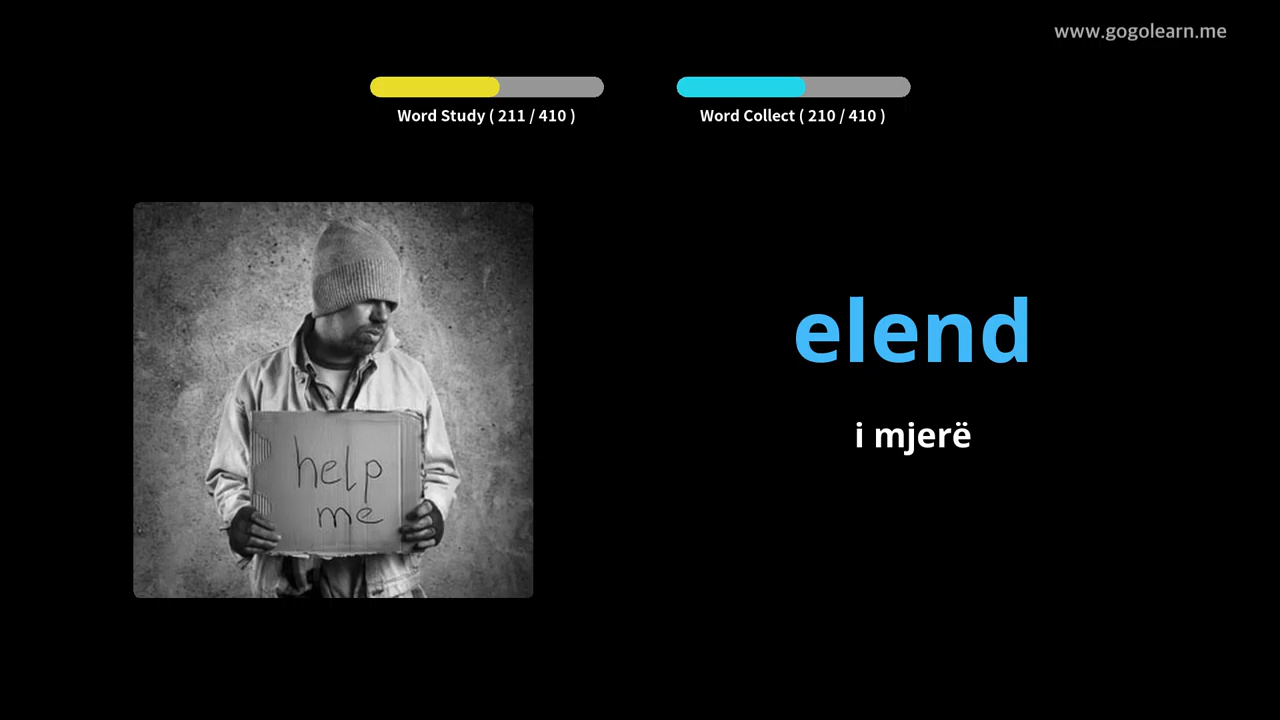 www.gogolearn.me
Word Study ( 211 / 410 )
Word Collect ( 210 / 410 )
help
me
elend
i mjerë